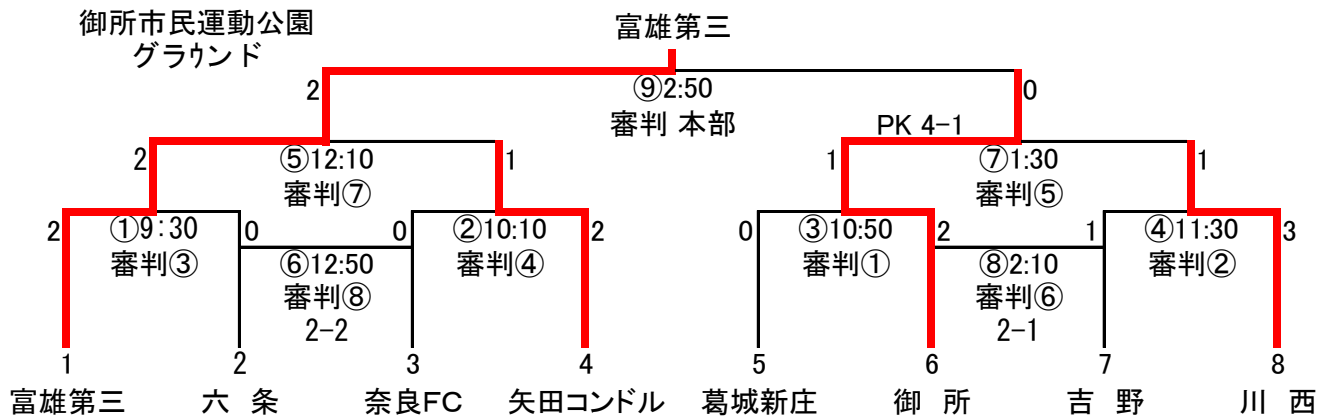 御所市民運動公園
グラウンド
富雄第三
2
⑨2:50
0
審判 本部
PK 4-1
2
⑤12:10
1
1
⑦1:30
1
審判⑦
審判⑤
2
①9:30
0
0
②10:10
2
0
③10:50
2
1
④11:30
3
審判③
⑥12:50
審判④
審判①
⑧2:10
審判②
審判⑧
審判⑥
2-2
2-1
1
2
3
4
5
6
7
8
富雄第三
六 条
奈良FC
矢田コンドル
葛城新庄
御 所
吉 野
川 西